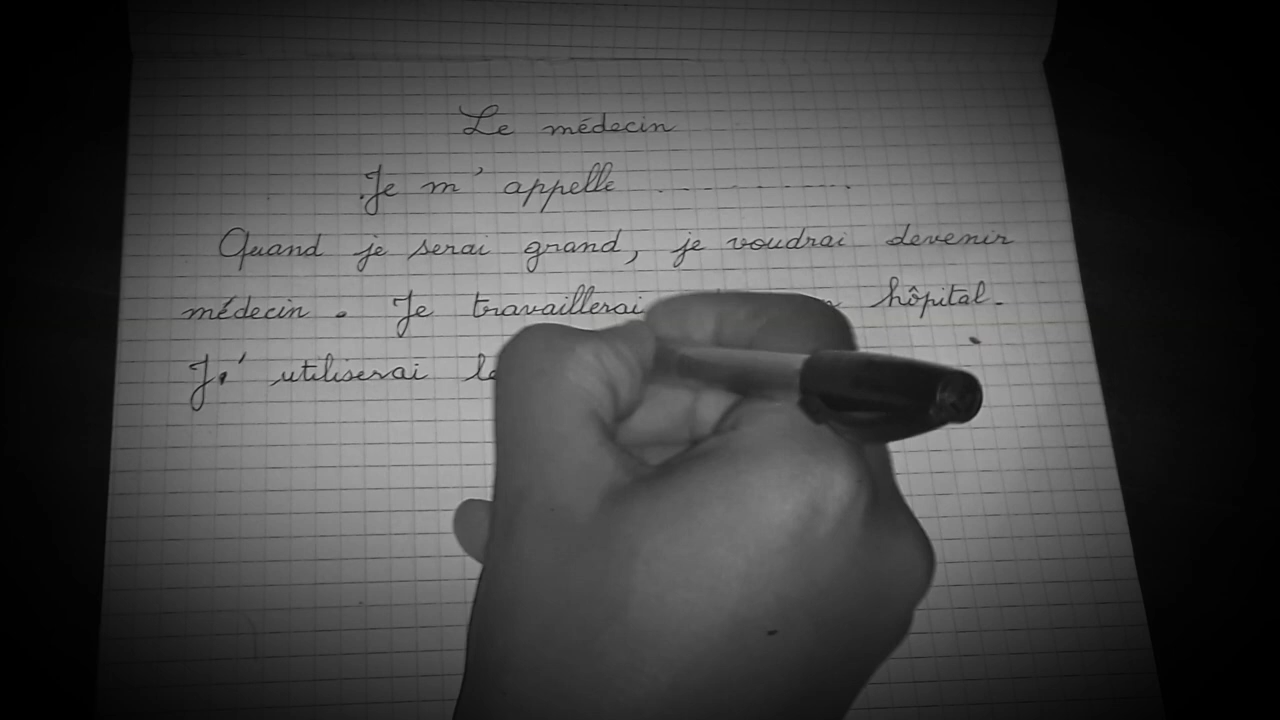 Le médecin
Je m' appelle ..............
Quand je serai grand, je voudrai devenir
médecin. Je travaillerai hôpital.
J' utiliserai